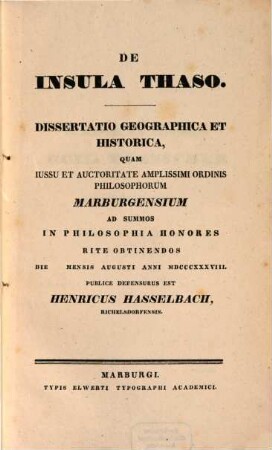 DE
INSULA THASO.
DISSERTATIO GEOGRAPHICA ET
HISTORICA,
QUAM
IUSSU ET AUCTORITATE AMPLISSIMI ORDINIS
PHILOSOPHORUM
MARBURGENSIUM
AD SUMMOS
IN PHILOSOPHIA HONORES
RITE OBTINENDOS
DIE MENSIS AUGUSTI ANNI MDCCCXXXVIII.
PUBLICE DEFENSURUS EST
HENRICUS HASSELBACH,
RICHELSDORFENSIS.
MARBURGI.
TYPIS ELWERTI TYPOGRAPHI ACADEMICI.